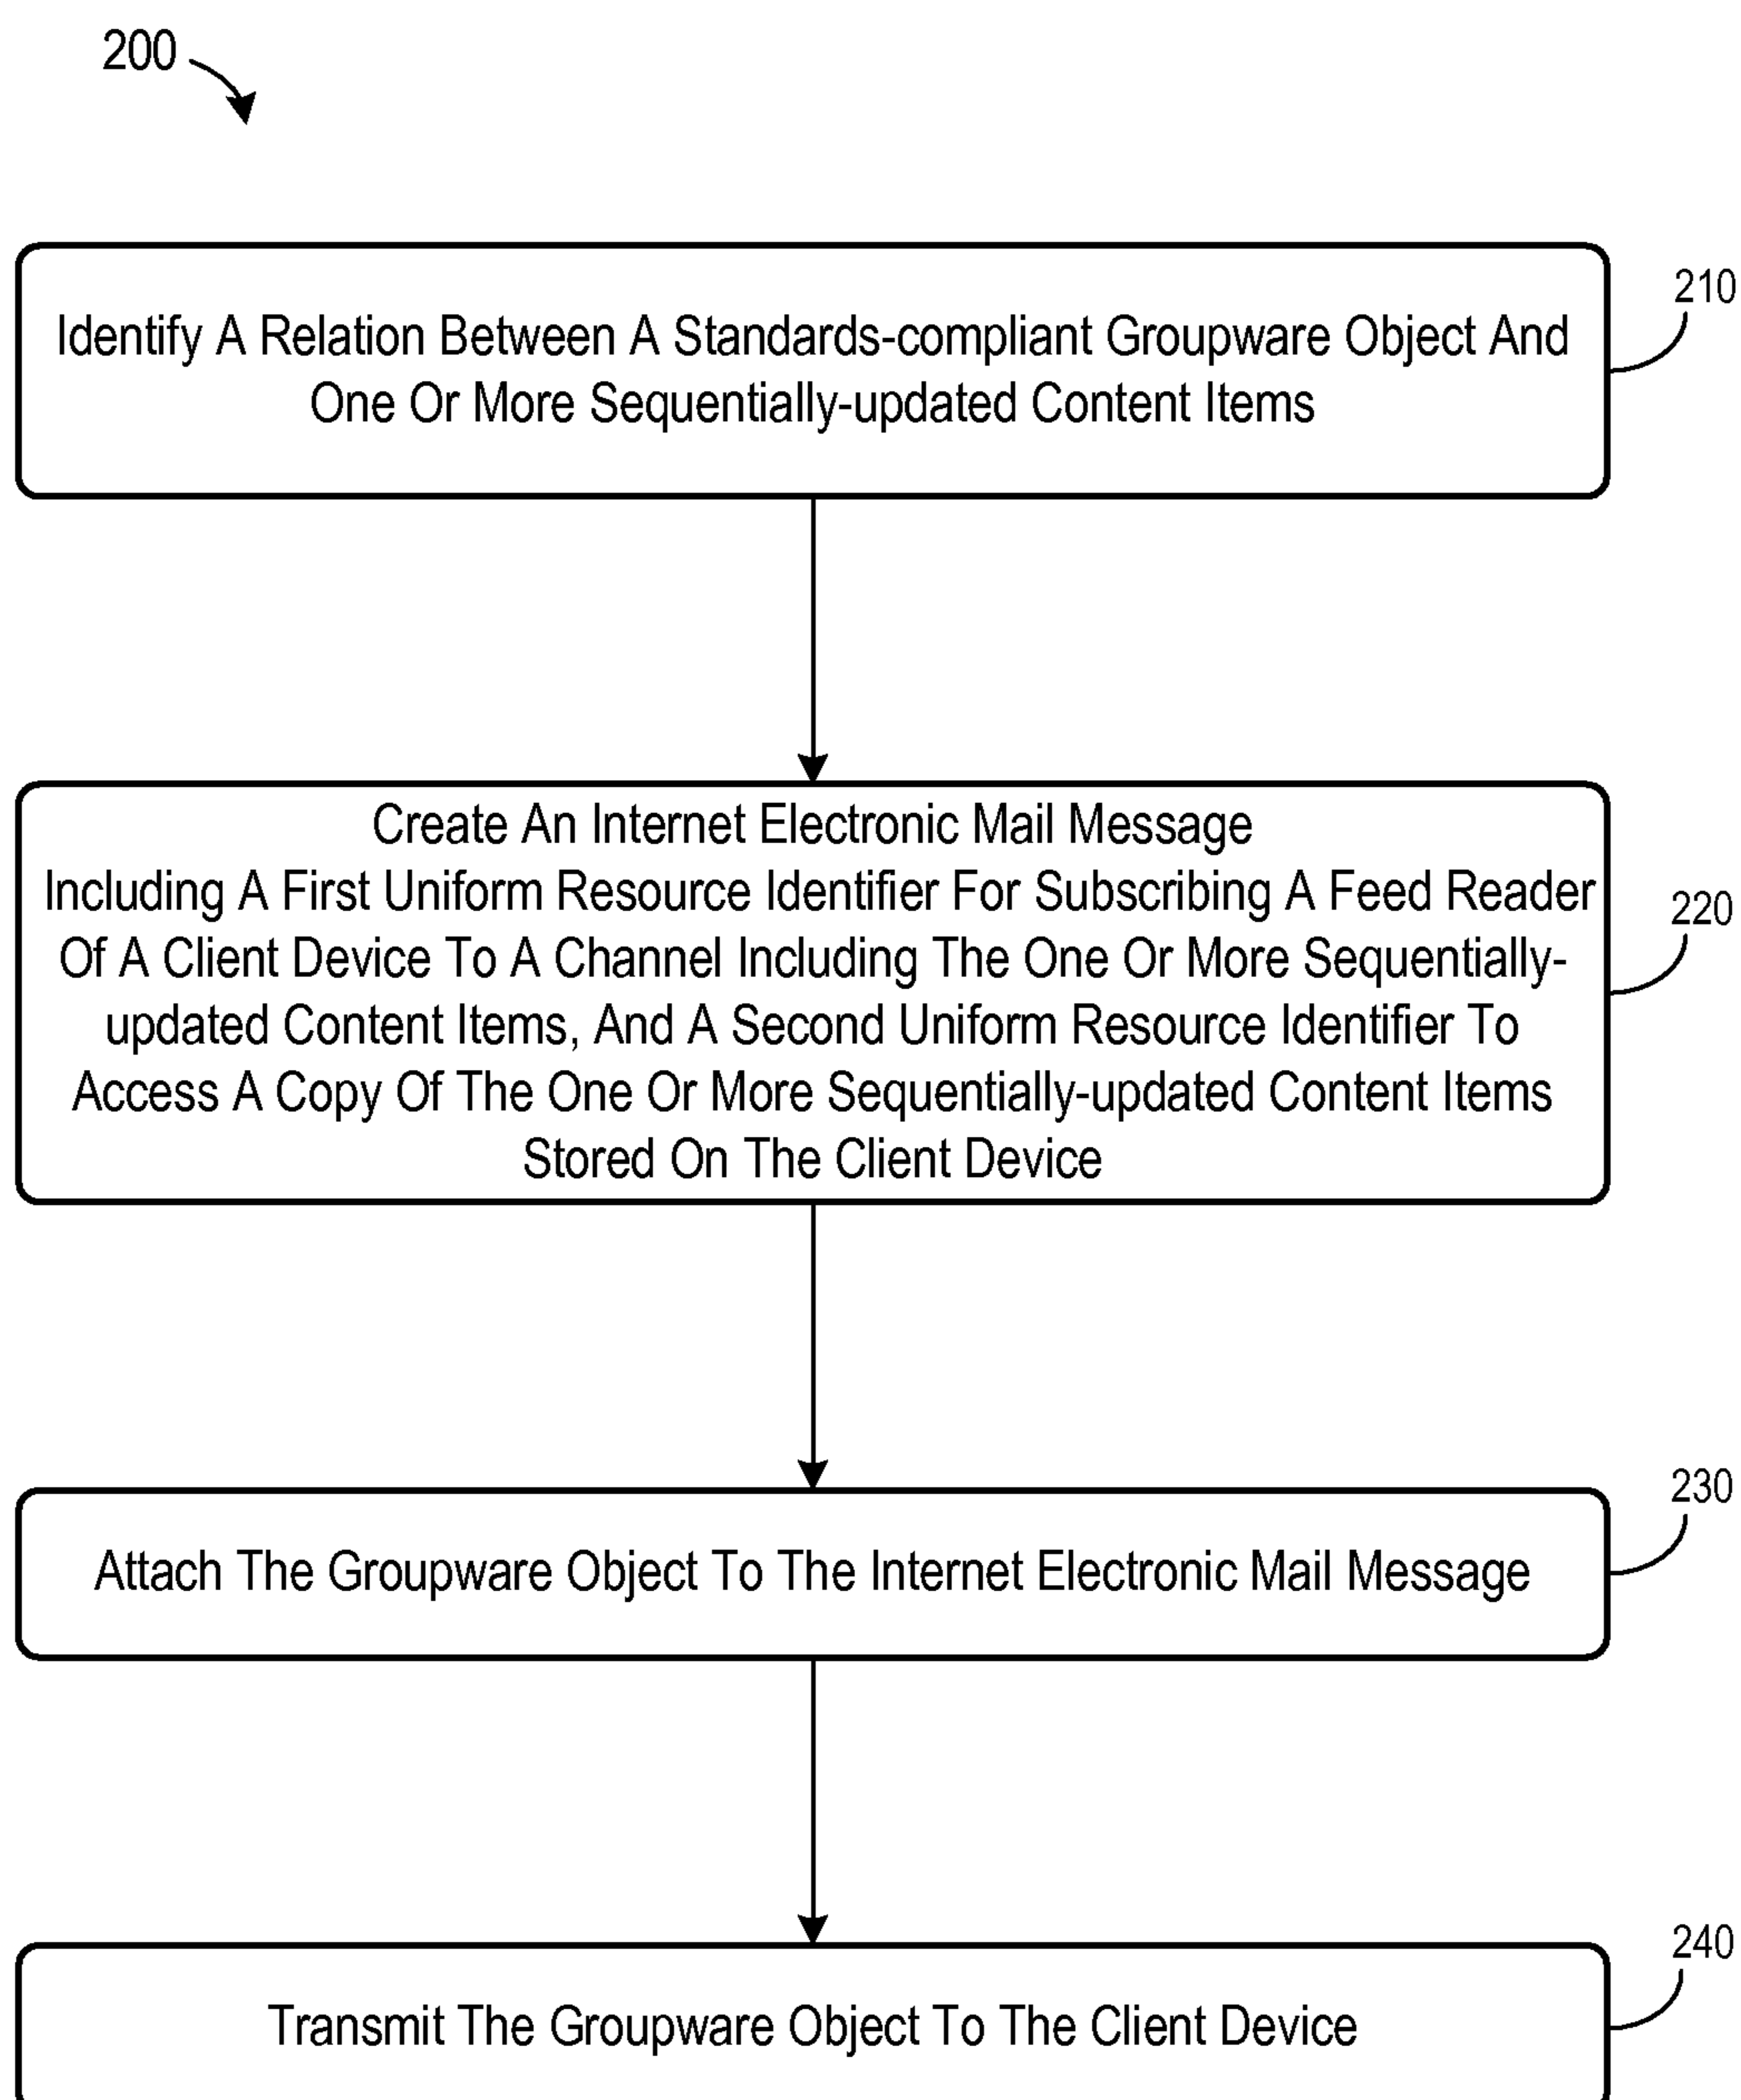 200
210
Identify A Relation Between A Standards-compliant Groupware Object And
One Or More Sequentially-updated Content Items
Create An Internet Electronic Mail Message
Including A First Uniform Resource Identifier For Subscribing A Feed Reader
220
Of A Client Device To A Channel Including The One Or More Sequentially-
updated Content Items, And A Second Uniform Resource Identifier To
Access A Copy Of The One Or More Sequentially-updated Content Items
Stored On The Client Device
230
Attach The Groupware Object To The Internet Electronic Mail Message
240
Transmit The Groupware Object To The Client Device